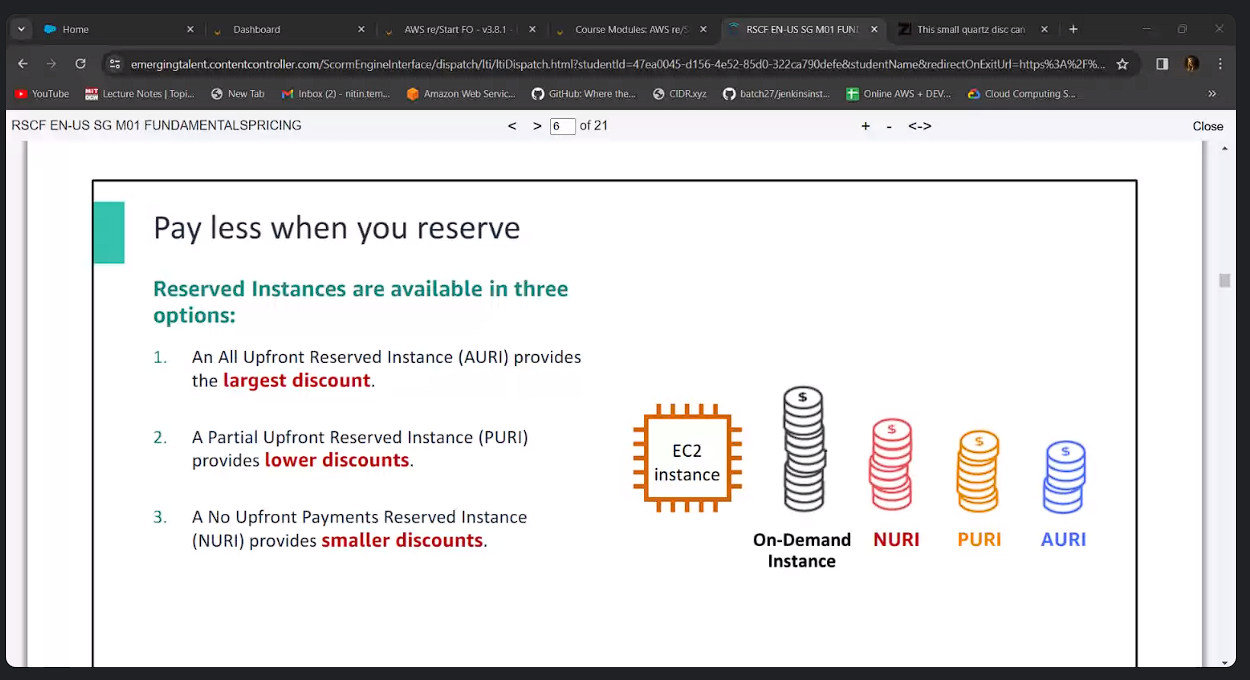 Home
Dashboard
AWS re/Start FO - v3.8.1 -
Course Modules: AWS re/S
RSCF EN-US SG M01 FUN
This small quartz disc can
emergingtalent.contentcontroller.com/ScormEngineInterface/dispatch/lti/ltiDispatch.html?studentId=47ea0045-d156-4e52-85d0-322ca790defe&studentName&redirectOnExitUrl=https%3A%2F%...
YouTube
MIT OCW
Lecture Notes | Topi...
New Tab
Inbox (2) - nitin.tem...
Amazon Web Servic...
GitHub: Where the...
CIDR.xyz
batch27/jenkinsinst...
Online AWS + DEV...
Cloud Computing S...
»
RSCF EN-US SG M01 FUNDAMENTALSPRICING
< > 6 of 21
+ - <->
Close
Pay less when you reserve
Reserved Instances are available in three
options:
1. An All Upfront Reserved Instance (AURI) provides
the largest discount.
2. A Partial Upfront Reserved Instance (PURI)
provides lower discounts.
3. A No Upfront Payments Reserved Instance
(NURI) provides smaller discounts.
EC2
instance
$
$
$
$
On-Demand
Instance
NURI
PURI
AURI